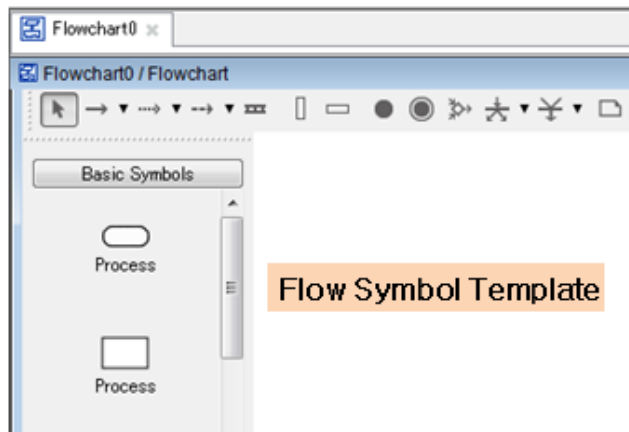 Flowchart0
Flowchart0 / Flowchart
Basic Symbols
Process
Flow Symbol Template
Process